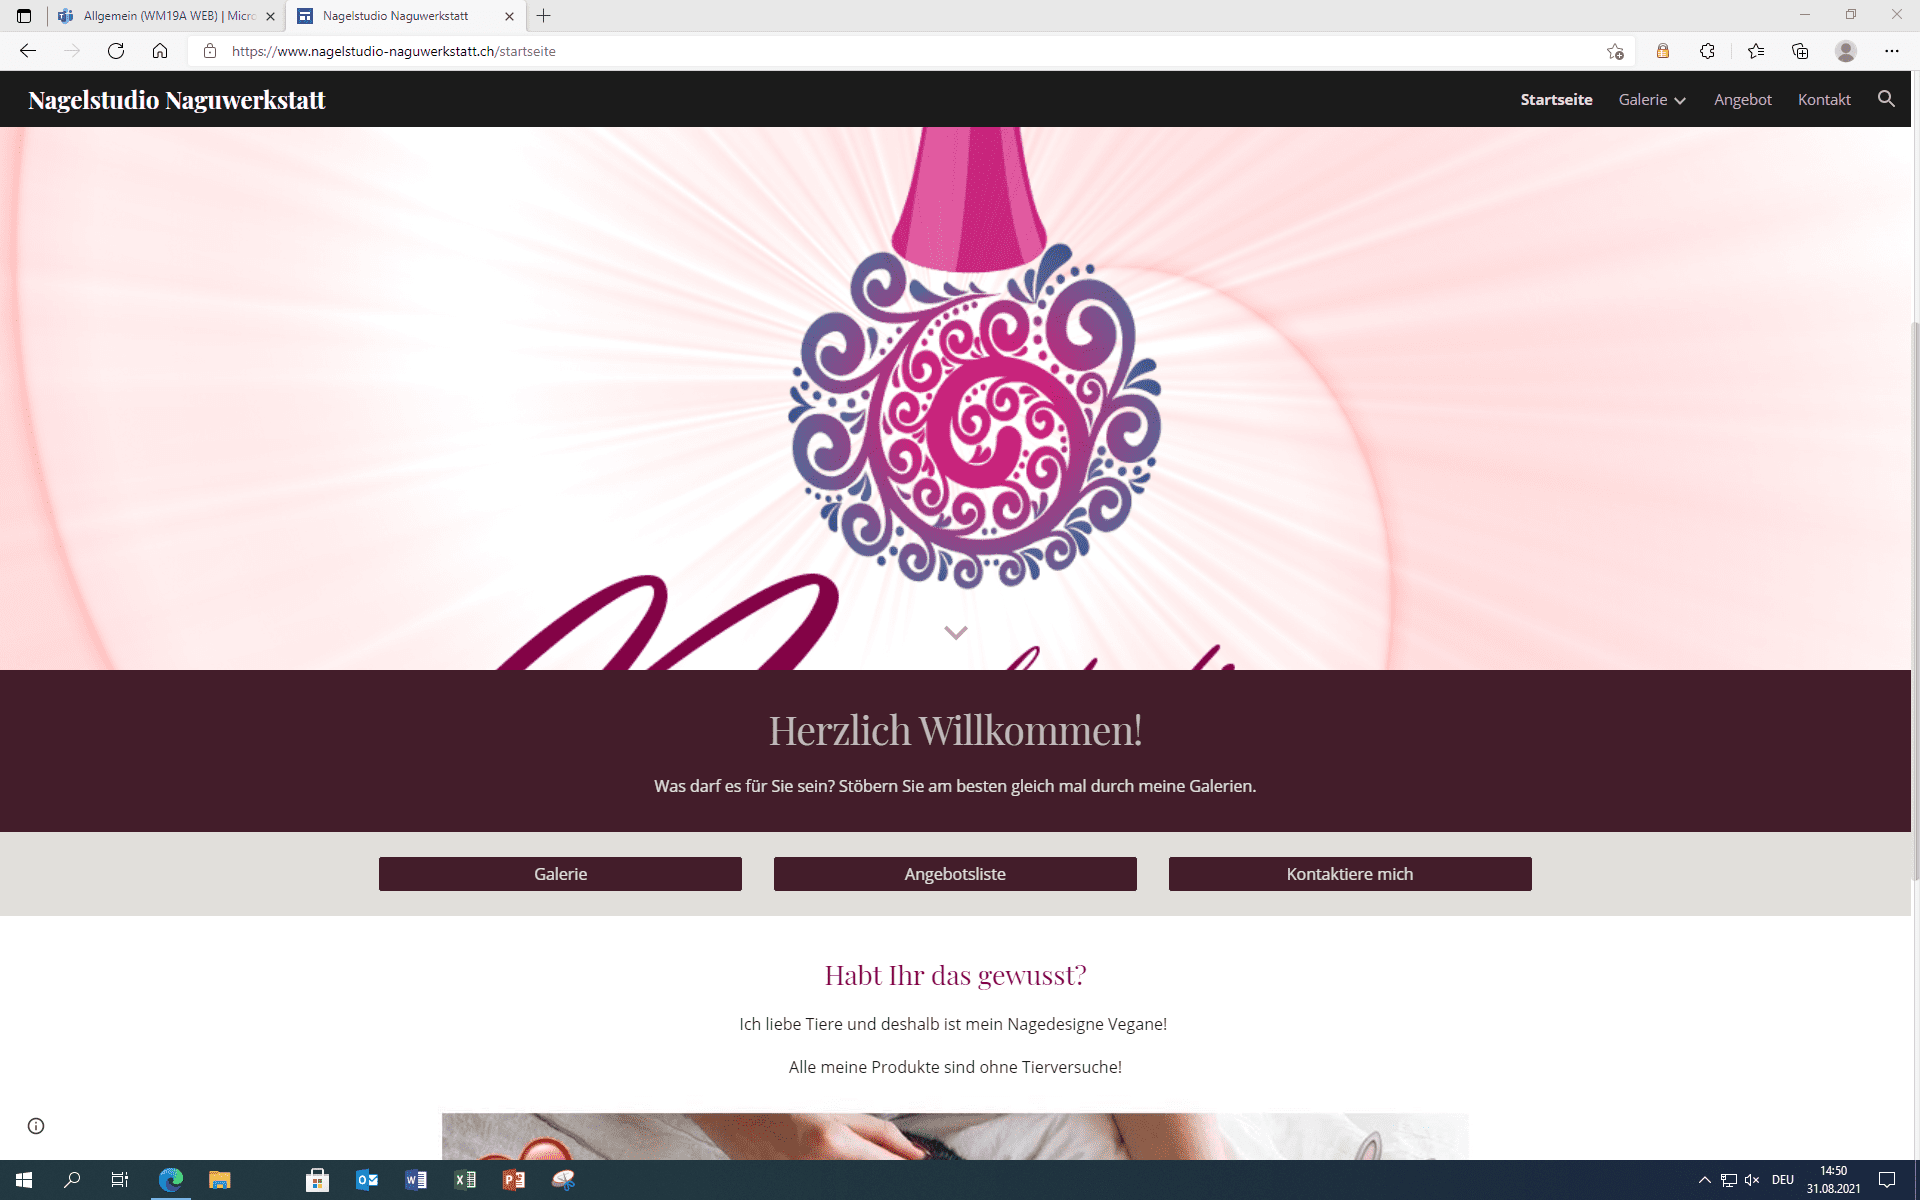 Allgemein (WM19A WEB) | Micro
Nagelstudio Naguwerkstatt
https://www.nagelstudio-naguwerkstatt.ch/startseite
Nagelstudio Naguwerkstatt
Startseite
Galerie
Angebot
Kontakt
Herzlich Willkommen!
Was darf es für Sie sein? Stöbern Sie am besten gleich mal durch meine Galerien.
Galerie
Angebotsliste
Kontaktiere mich
Habt Ihr das gewusst?
Ich liebe Tiere und deshalb ist mein Nagedesigne Vegane!
Alle meine Produkte sind ohne Tierversuche!
DEU
14:50
31.08.2021